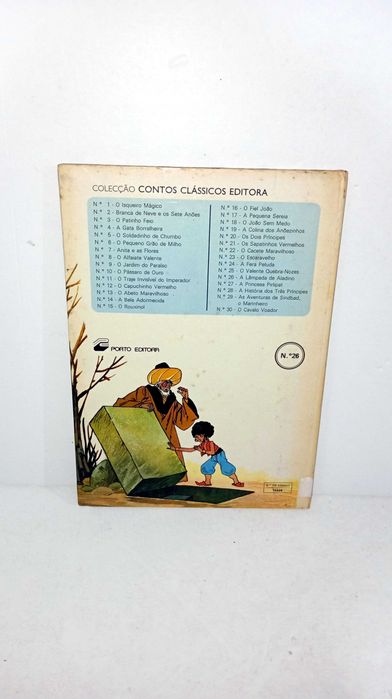 COLECÇÃO CONTOS CLÁSSICOS EDITORA
N.º 1 - O Isqueiro Mágico
N.º 2 - Branca de Neve e os Sete Anões
N.º 3 - O Patinho Feio
N.º 4 - A Gata Borralheira
N.º 5 - O Soldadinho de Chumbo
N.º 6 - O Pequeno Grão de Milho
N.º 7 - Anita e as Flores
N.º 8 - O Alfaiate Valente
N.º 9 - O Jardim do Paraíso
N.º 10 - O Pássaro de Ouro
N.º 11 - O Traje Invisível do Imperador
N.º 12 - O Capuchinho Vermelho
N.º 13 - O Abeto Maravilhoso
N.º 14 - A Bela Adormecida
N.º 15 - O Rouxinol
N.º 16 - O Fiel João
N.º 17 - A Pequena Sereia
N.º 18 - O João Sem Medo
N.º 19 - A Colina dos Anõezinhos
N.º 20 - Os Dois Príncipes
N.º 21 - Os Sapatinhos Vermelhos
N.º 22 - O Cacete Maravilhoso
N.º 23 - O Escaravelho
N.º 24 - A Fera Peluda
N.º 25 - O Valente Quebra-Nozes
N.º 26 - A Lâmpada de Aladino
N.º 27 - A Princesa Pirlipat
N.º 28 - A História dos Três Príncipes
N.º 29 - As Aventuras de Sindbad,
o Marinheiro
N.º 30 - O Cavalo Voador
PORTO EDITORA
N.º 26